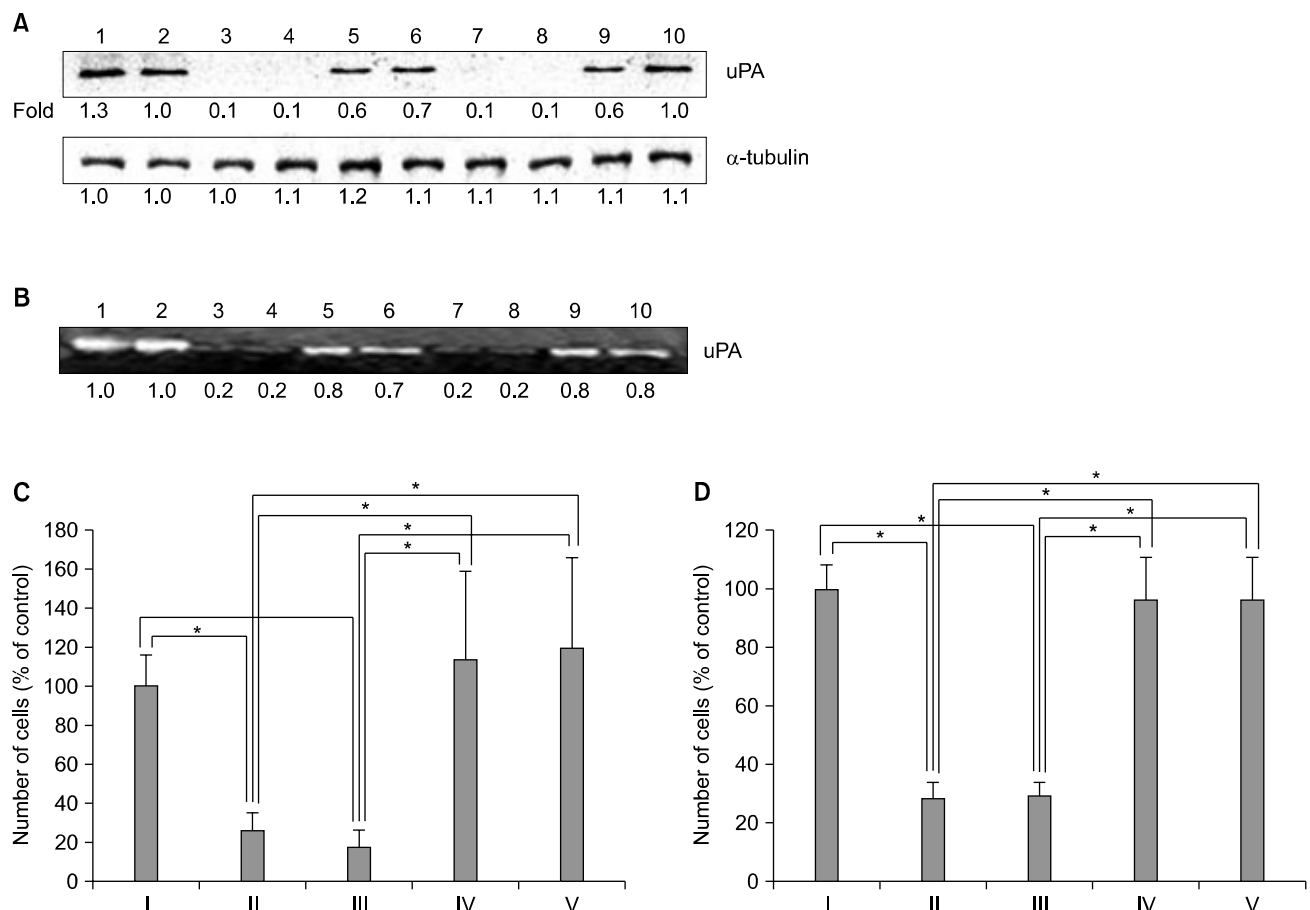 A
1 2 3 4 5 6 7 8 9 10
uPA
Fold 1.3 1.0 0.1 0.1 0.6 0.7 0.1 0.1 0.6 1.0
α-tubulin
1.0 1.0 1.0 1.1 1.2 1.1 1.1 1.1 1.1 1.1
B
1 2 3 4 5 6 7 8 9 10
uPA
1.0 1.0 0.2 0.2 0.8 0.7 0.2 0.2 0.8 0.8
C
Number of cells (% of control)
180
160
140
120
100
80
60
40
20
0
* * * * *
I II III IV V
D
Number of cells (% of control)
120
100
80
60
40
20
0
* * * * * *
I II III IV V